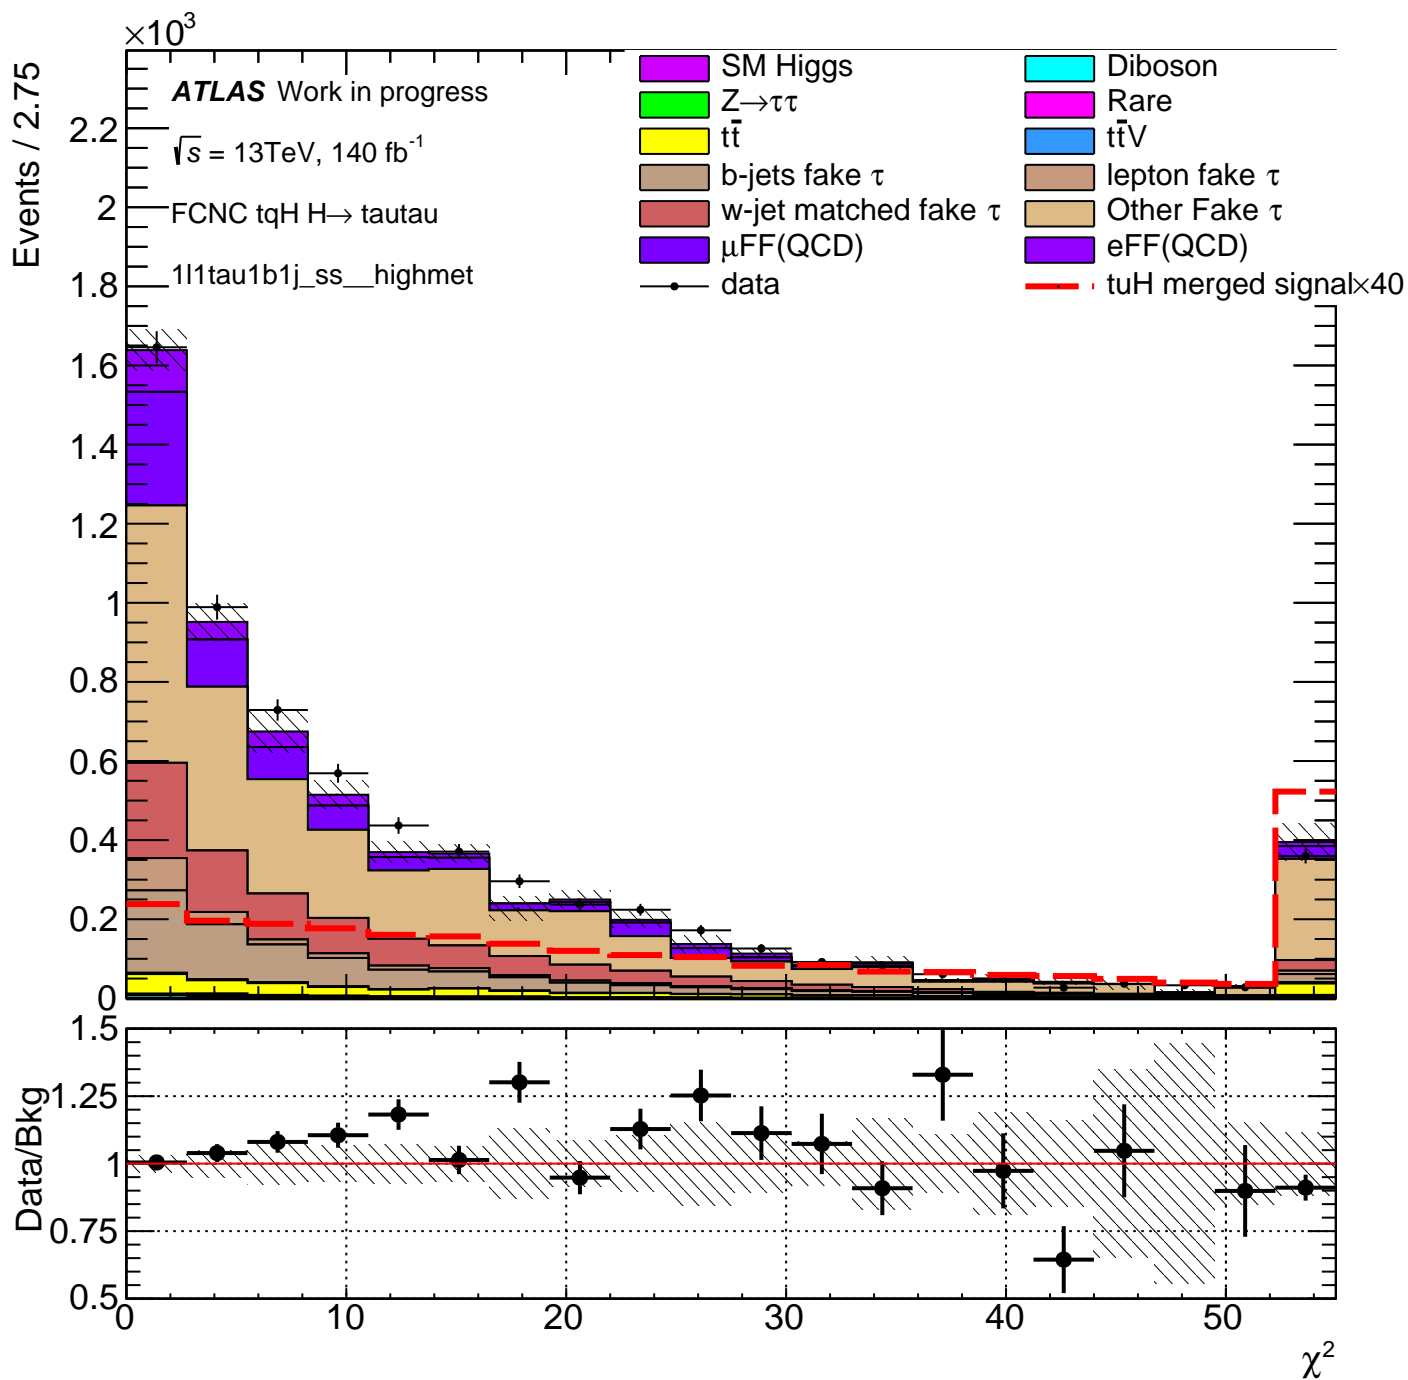 ×10³
Events / 2.75
2.2
2
1.8
1.6
1.4
1.2
1
0.8
0.6
0.4
0.2
0
ATLAS Work in progress
√s = 13TeV, 140 fb⁻¹
FCNC tqH H→ tautau
1l1tau1b1j_ss__highmet
SM Higgs
Z→ττ
tt̄
b-jets fake τ
w-jet matched fake τ
μFF(QCD)
data
Diboson
Rare
tt̄V
lepton fake τ
Other Fake τ
eFF(QCD)
tuH merged signal×40
Data/Bkg
1.5
1.25
1
0.75
0.5
0 10 20 30 40 50
χ²